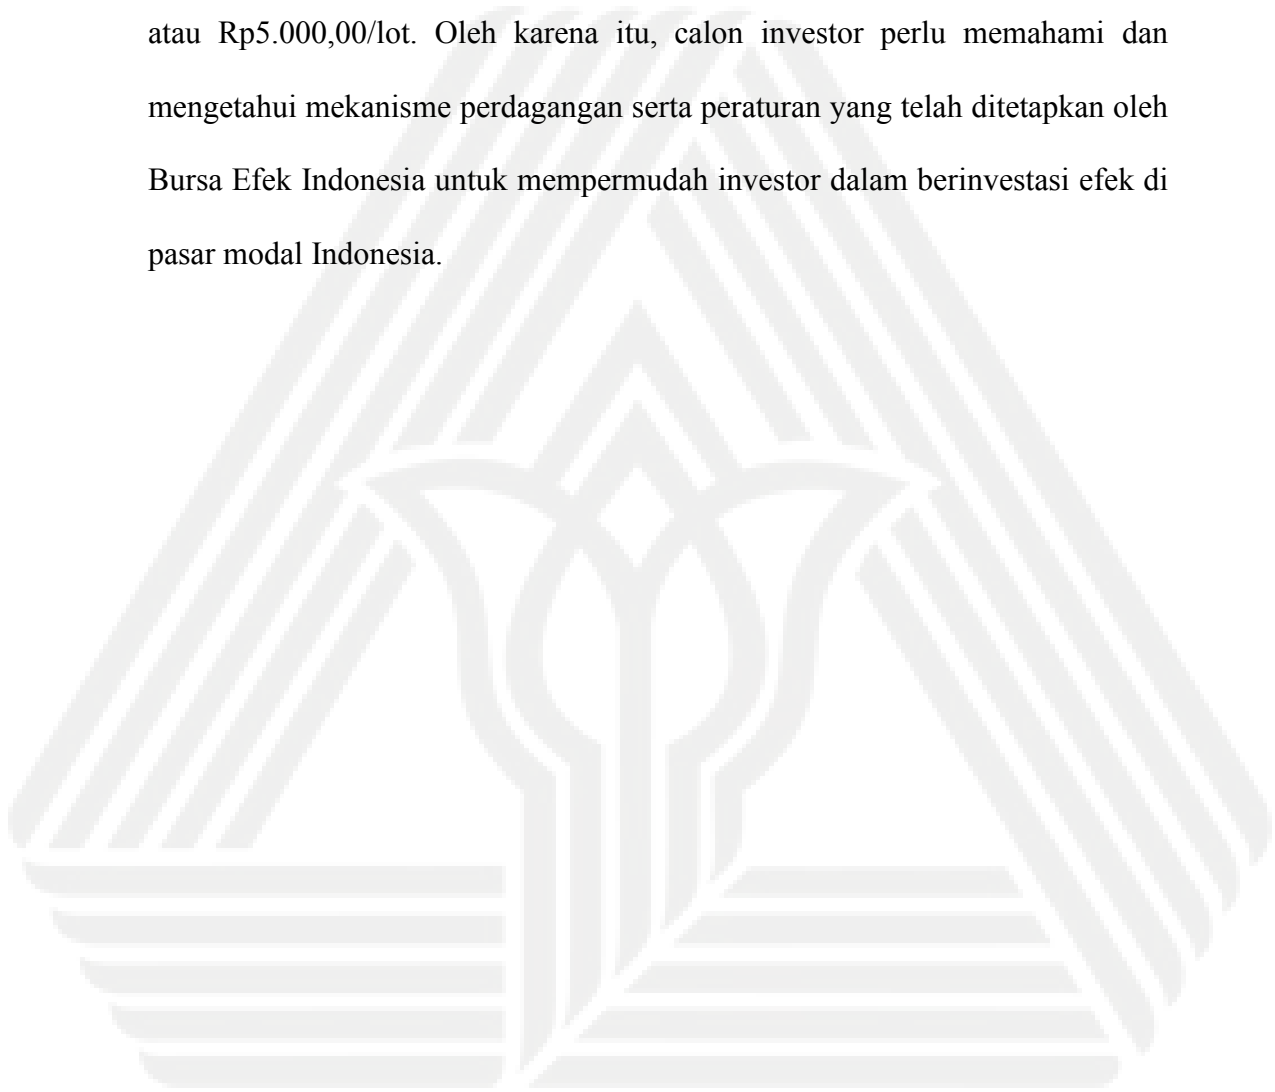 atau Rp5.000,00/lot. Oleh karena itu, calon investor perlu memahami dan
mengetahui mekanisme perdagangan serta peraturan yang telah ditetapkan oleh
Bursa Efek Indonesia untuk mempermudah investor dalam berinvestasi efek di
pasar modal Indonesia.